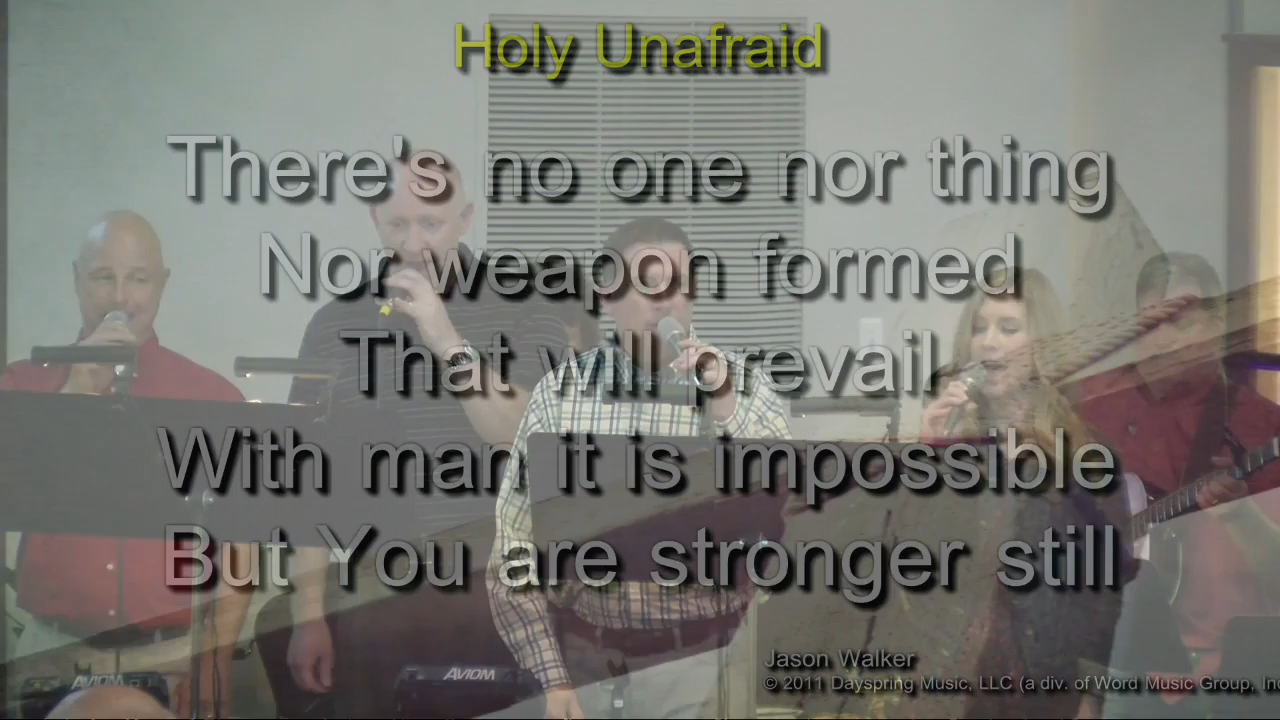 Holy Unafraid
There's no one nor thing
Nor weapon formed
That will prevail
With man it is impossible
But You are stronger still
Jason Walker
© 2011 Dayspring Music, LLC (a div. of Word Music Group, Inc
AVIOM
AVIOM